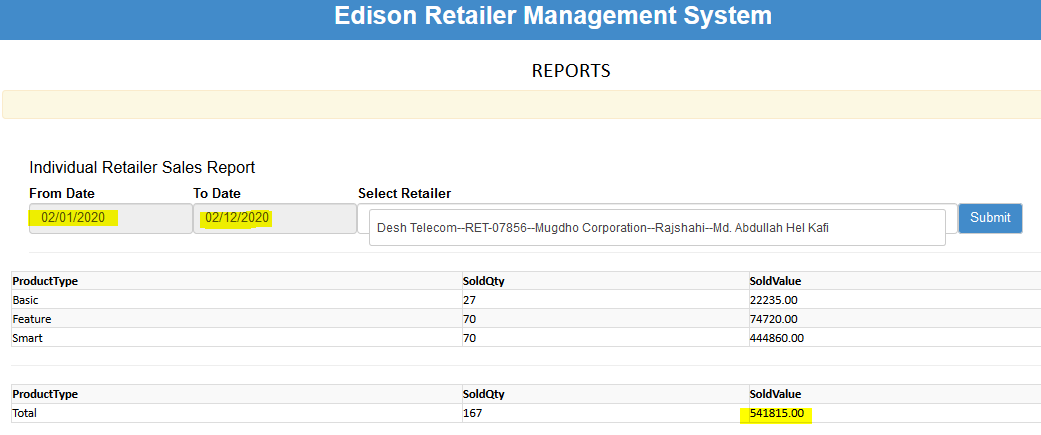 Edison Retailer Management System
REPORTS
Individual Retailer Sales Report
From Date To Date Select Retailer
02/01/2020 02/12/2020 Desh Telecom--RET-07856--Mugdho Corporation--Rajshahi--Md. Abdullah Hel Kafi Submit
ProductType SoldQty SoldValue
Basic 27 22235.00
Feature 70 74720.00
Smart 70 444860.00
ProductType SoldQty SoldValue
Total 167 541815.00